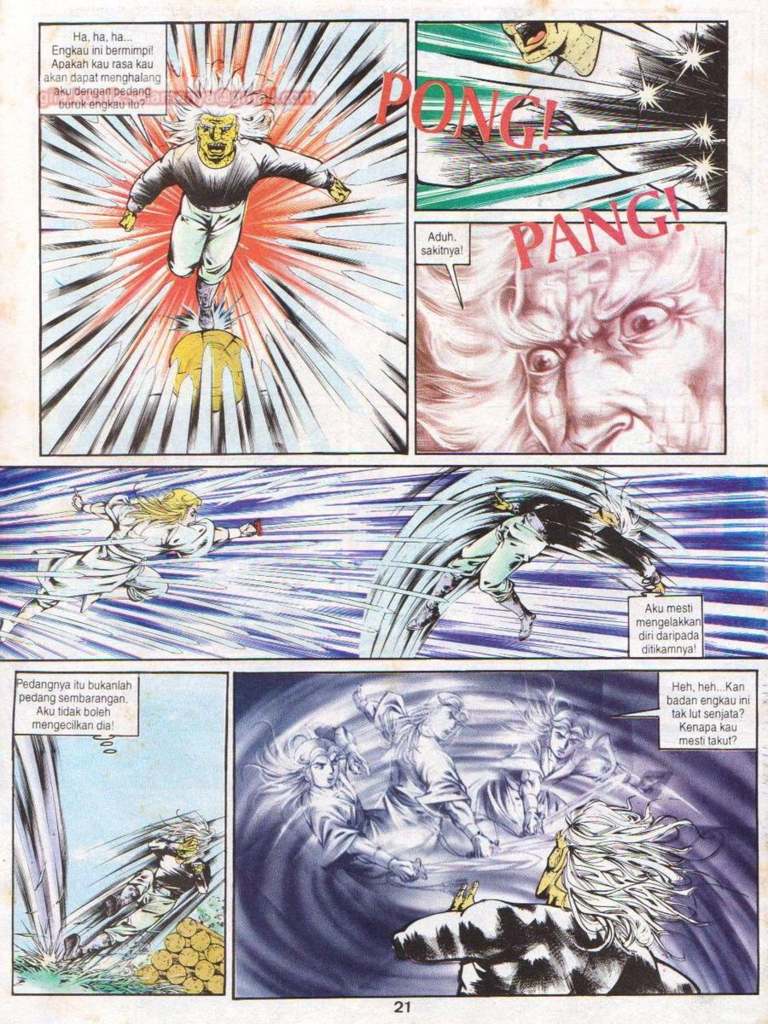 Ha, ha, ha...
Engkau ini bermimpi!
Apakah kau rasa kau
akan dapat menghalang
aku dengan pedang
buruk engkau itu?
PONG!
PANG!
Aduh,
sakitnya!
Aku mesti
mengelakkan
diri daripada
ditikamnya!
Pedangnya itu bukanlah
pedang sembarangan.
Aku tidak boleh
mengecilkan dia!
Heh, heh...Kan
badan engkau ini
tak lut senjata?
Kenapa kau
mesti takut?
21